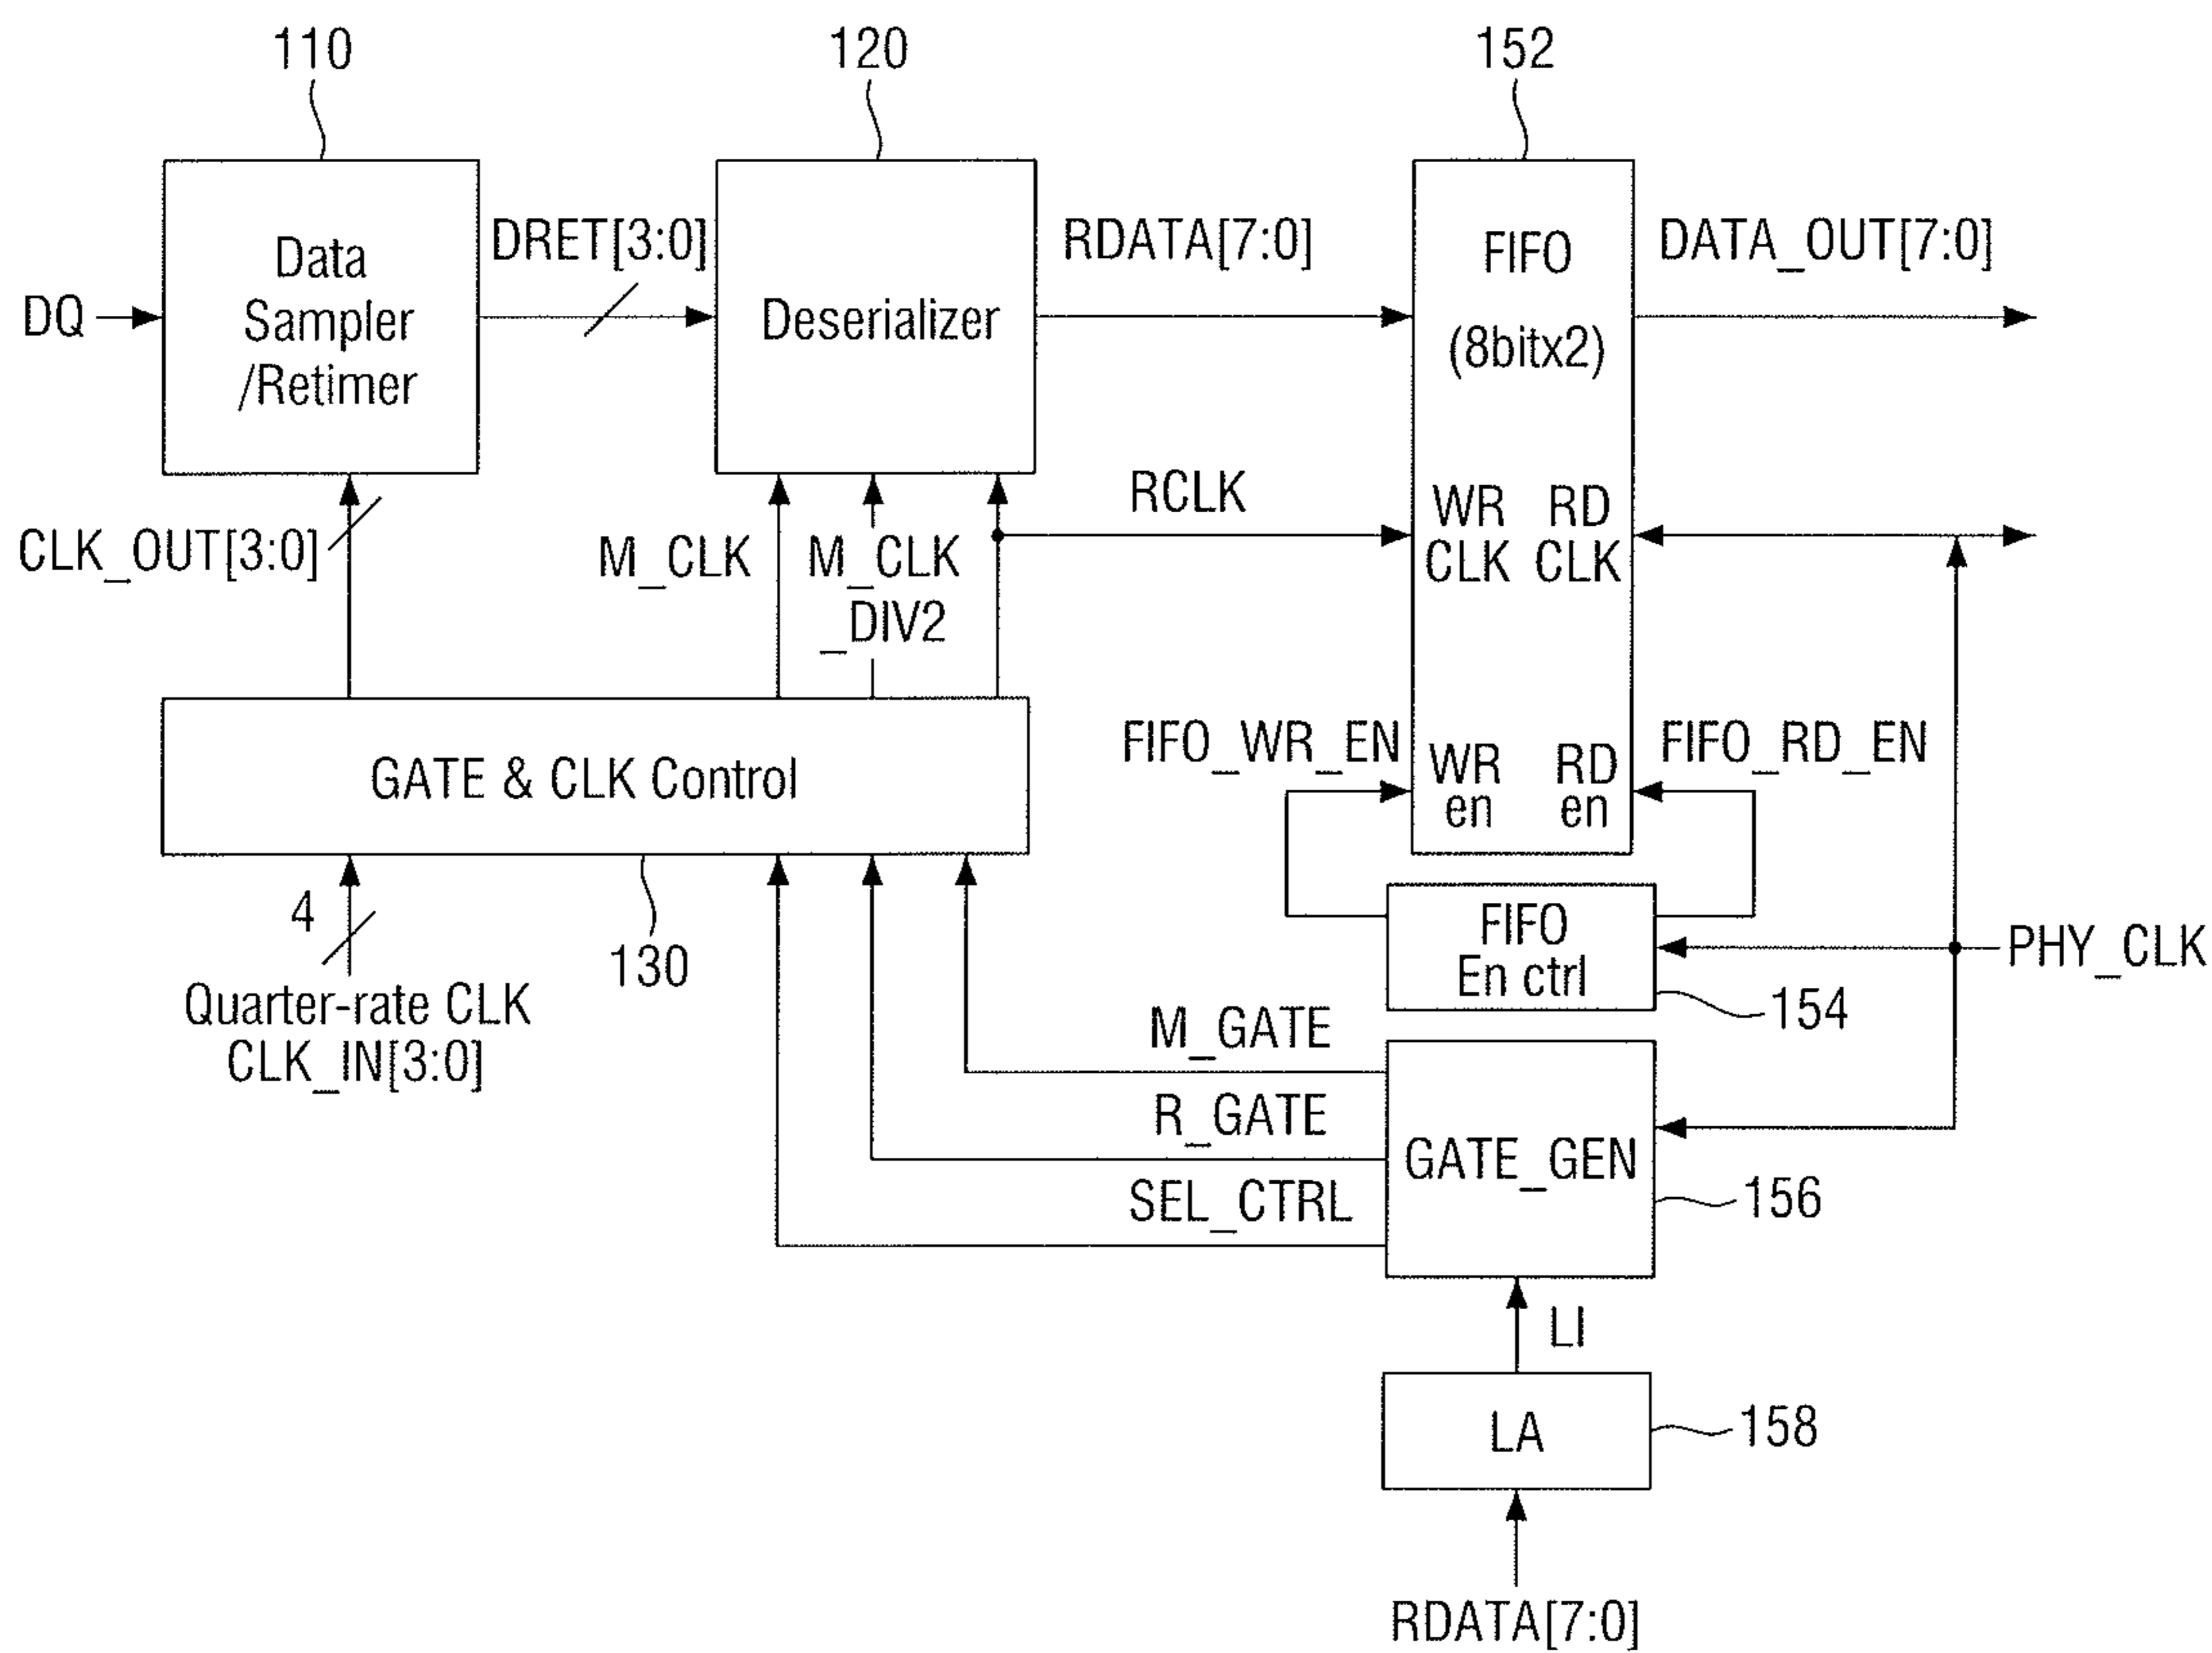 110
120
152
Data
Sampler
/Retimer
DQ
DRET[3:0]
Deserializer
RDATA[7:0]
FIFO
(8bitx2)
DATA_OUT[7:0]
CLK_OUT[3:0]
M_CLK
M_CLK
_DIV2
RCLK
WR
CLK
RD
CLK
GATE & CLK Control
FIFO_WR_EN
WR
en
RD
en
FIFO_RD_EN
4
Quarter-rate CLK
CLK_IN[3:0]
130
FIFO
En ctrl
PHY_CLK
154
M_GATE
R_GATE
SEL_CTRL
GATE_GEN
156
LI
LA
158
RDATA[7:0]